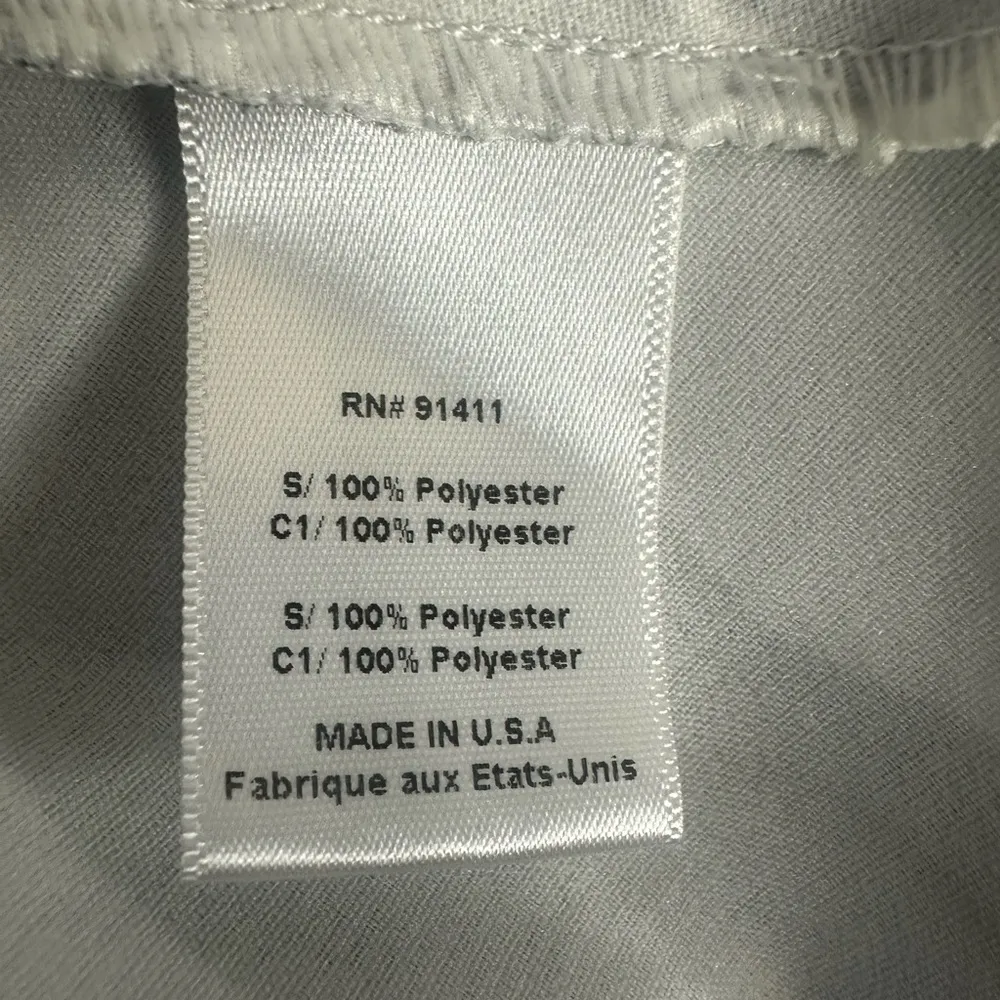 RN# 91411
S/ 100% Polyester
C1/ 100% Polyester
S/ 100% Polyester
C1/ 100% Polyester
MADE IN U.S.A
Fabrique aux Etats-Unis